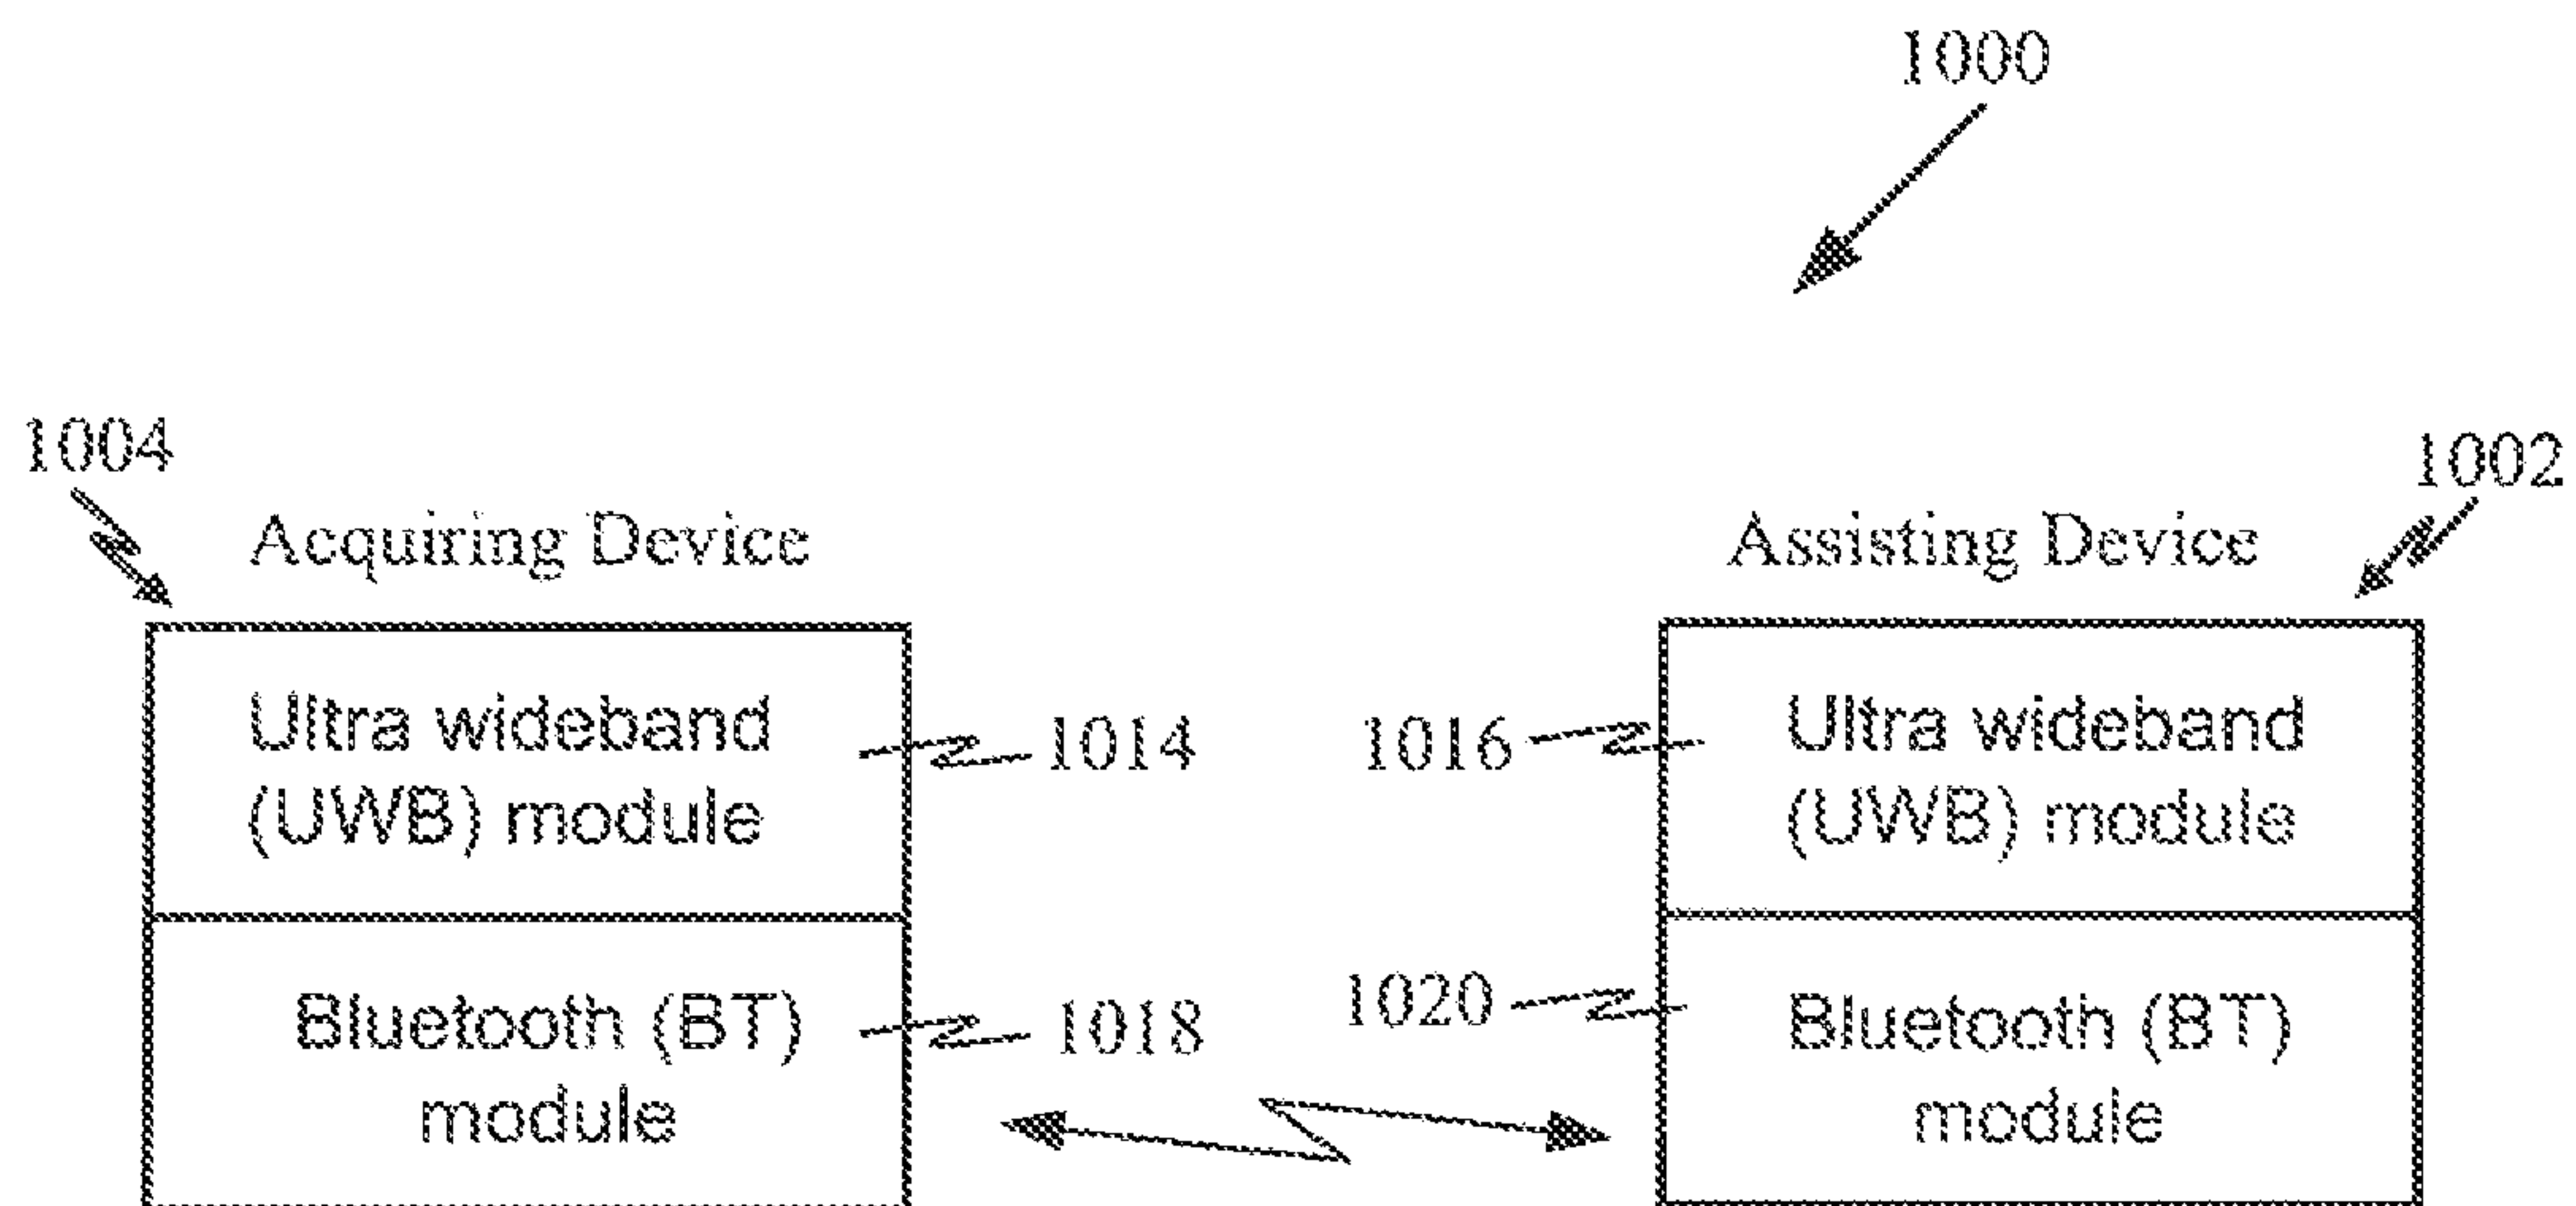 1000
1004
1002
Acquiring Device
Assisting Device
Ultra wideband
(UWB) module
1014
1016
Ultra wideband
(UWB) module
Bluetooth (BT)
module
1018
1020
Bluetooth (BT)
module